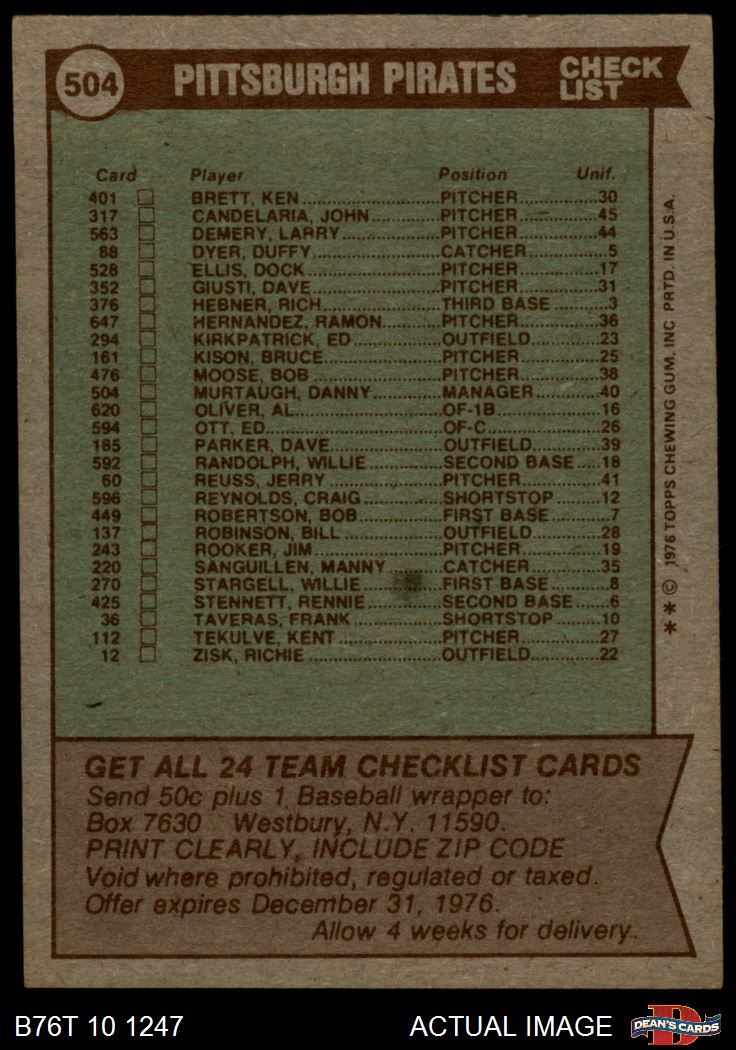 504 PITTSBURGH PIRATES CHECK LIST
Card Player Position Unif.
401 BRETT, KEN PITCHER 30
317 CANDELARIA, JOHN PITCHER 45
563 DEMERY, LARRY PITCHER 44
88 DYER, DUFFY CATCHER 5
528 ELLIS, DOCK PITCHER 17
352 GIUSTI, DAVE PITCHER 31
376 HEBNER, RICH THIRD BASE 3
647 HERNANDEZ, RAMON PITCHER 36
294 KIRKPATRICK, ED OUTFIELD 23
161 KISON, BRUCE PITCHER 25
476 MOOSE, BOB PITCHER 38
504 MURTAUGH, DANNY MANAGER 40
620 OLIVER, AL OF-1B 16
594 OTT, ED OF-C 26
185 PARKER, DAVE OUTFIELD 39
592 RANDOLPH, WILLIE SECOND BASE 18
60 REUSS, JERRY PITCHER 41
596 REYNOLDS, CRAIG SHORTSTOP 12
449 ROBERTSON, BOB FIRST BASE 7
137 ROBINSON, BILL OUTFIELD 28
243 ROOKER, JIM PITCHER 19
220 SANGUILLEN, MANNY CATCHER 35
270 STARGELL, WILLIE FIRST BASE 8
425 STENNETT, RENNIE SECOND BASE 6
36 TAVERAS, FRANK SHORTSTOP 10
112 TEKULVE, KENT PITCHER 27
12 ZISK, RICHIE OUTFIELD 22
** © 1976 TOPPS CHEWING GUM, INC. PRTD. IN U.S.A.
GET ALL 24 TEAM CHECKLIST CARDS
Send 50c plus 1 Baseball wrapper to:
Box 7630 Westbury, N.Y. 11590.
PRINT CLEARLY, INCLUDE ZIP CODE
Void where prohibited, regulated or taxed.
Offer expires December 31, 1976.
Allow 4 weeks for delivery.
B76T 10 1247 ACTUAL IMAGE DEAN'S CARDS